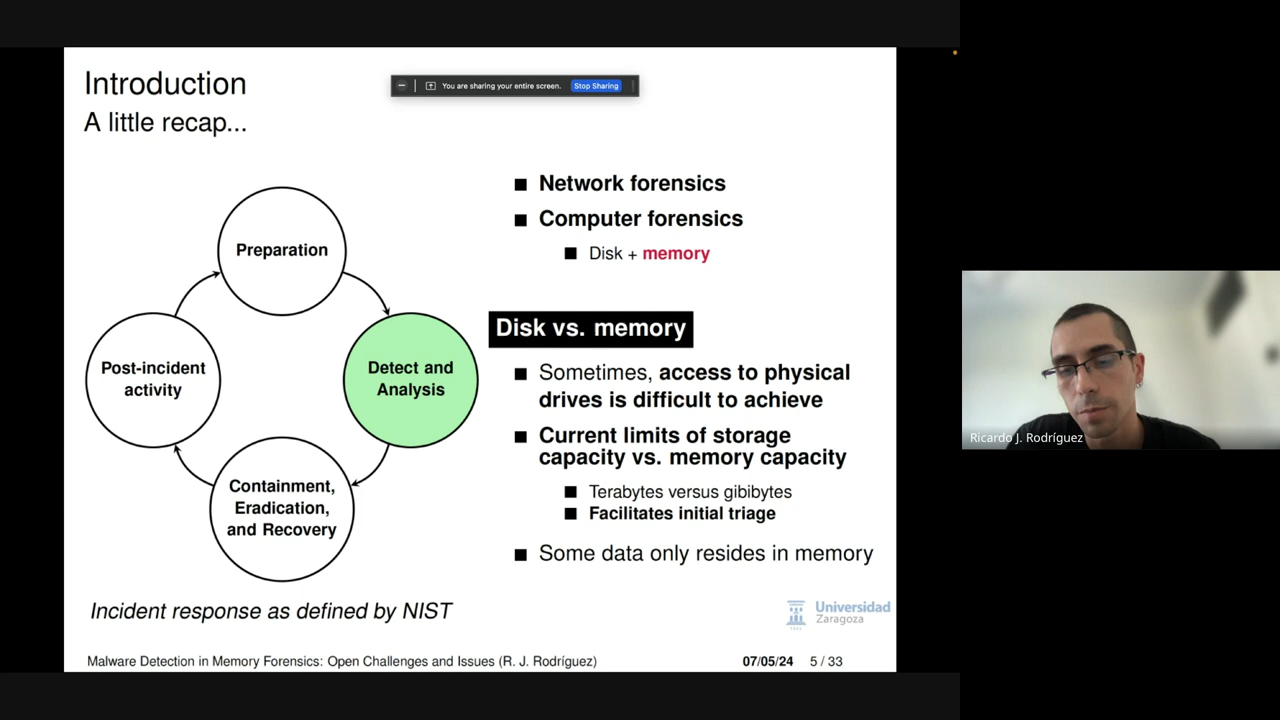 Introduction
A little recap...
You are sharing your entire screen. Stop Sharing
Preparation
Detect and
Analysis
Containment,
Eradication,
and Recovery
Post-incident
activity
Incident response as defined by NIST
Network forensics
Computer forensics
Disk + memory
Disk vs. memory
Sometimes, access to physical
drives is difficult to achieve
Current limits of storage
capacity vs. memory capacity
Terabytes versus gibibytes
Facilitates initial triage
Some data only resides in memory
Universidad
Zaragoza
Malware Detection in Memory Forensics: Open Challenges and Issues (R. J. Rodríguez)
07/05/24 5 / 33
Ricardo J. Rodríguez